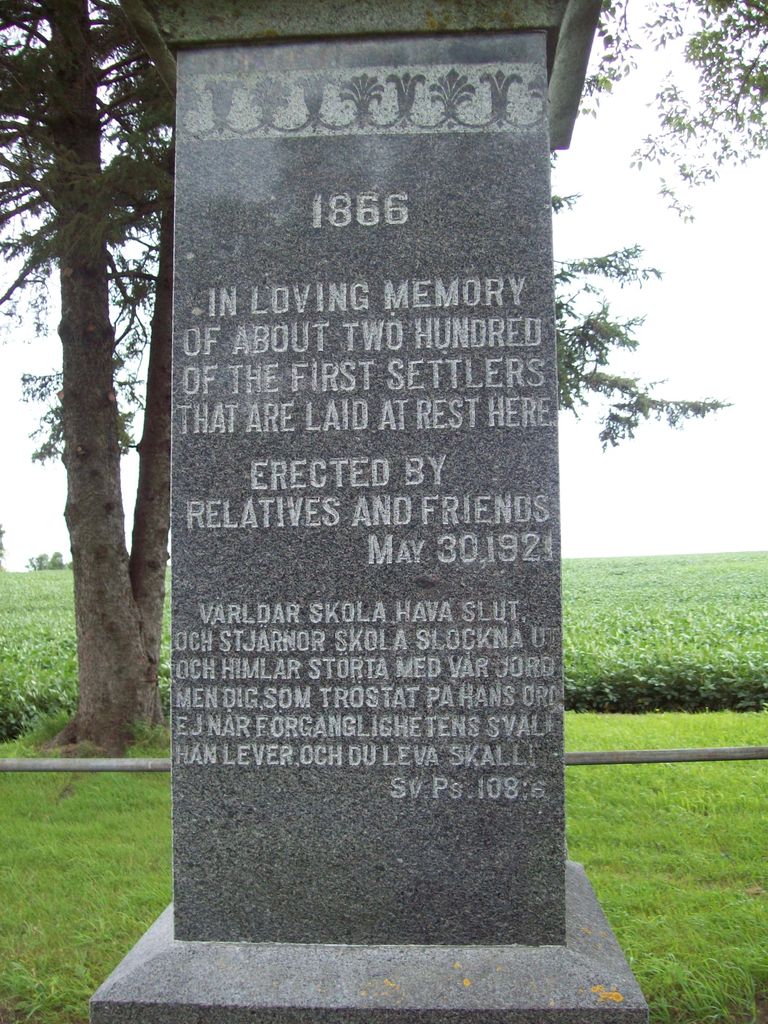 1866
IN LOVING MEMORY
OF ABOUT TWO HUNDRED
OF THE FIRST SETTLERS
THAT ARE LAID AT REST HERE.
ERECTED BY
RELATIVES AND FRIENDS
MAY 30, 1921
VARLDAR SKOLA HAVA SLUT,
OCH STJARNOR SKOLA SLOCKNA UT
OCH HIMLAR STORTA MED VAR JORD
MEN DIG, SOM TROSTAT PA HANS ORD
EJ NAR FORGANGLIGHETENS SVALL
HAN LEVER, OCH DU LEVA SKALL!
SV. PS. 108:6